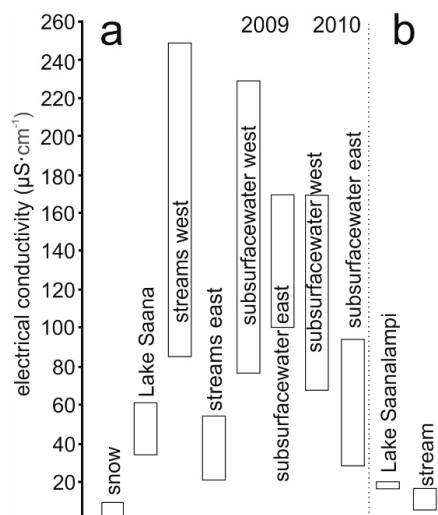 a
2009
2010
b
electrical conductivity (µS·cm⁻¹)
260
240
220
200
180
160
140
120
100
80
60
40
20
snow
Lake Saana
streams west
streams east
subsurfacewater west
subsurfacewater east
subsurfacewater west
subsurfacewater east
Lake Saanalampi
stream